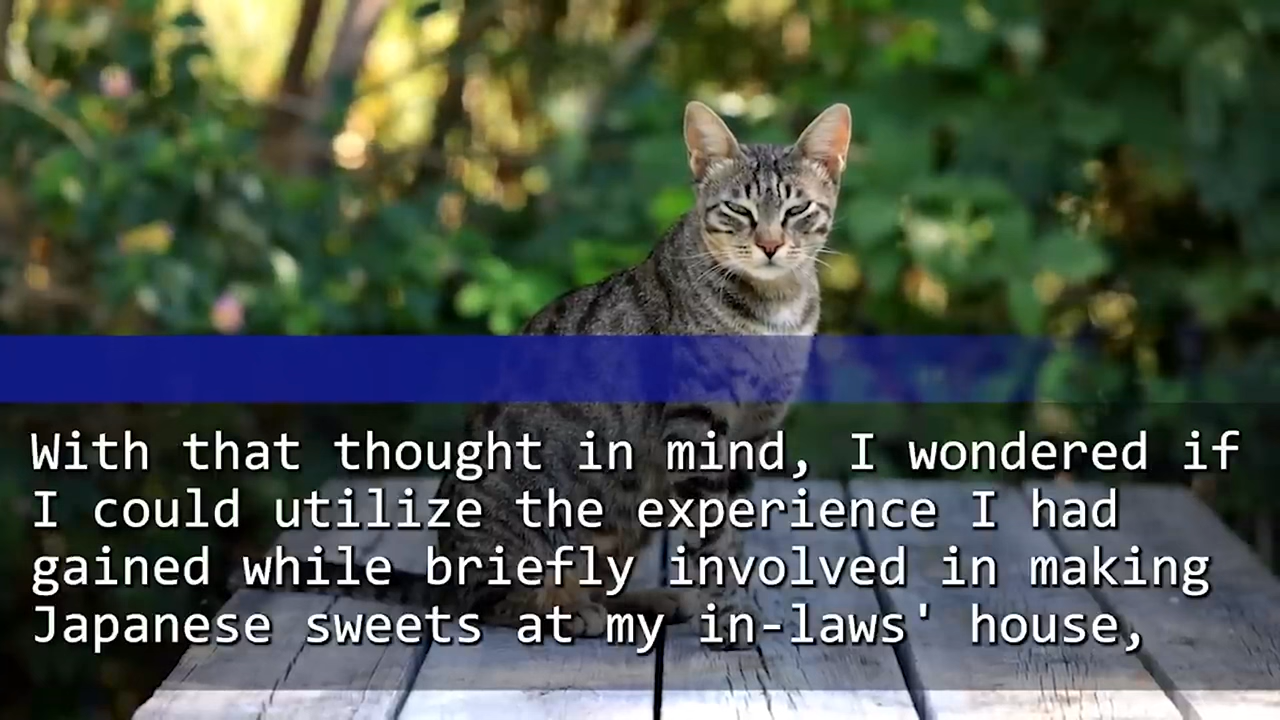 With that thought in mind, I wondered if
I could utilize the experience I had
gained while briefly involved in making
Japanese sweets at my in-laws' house,